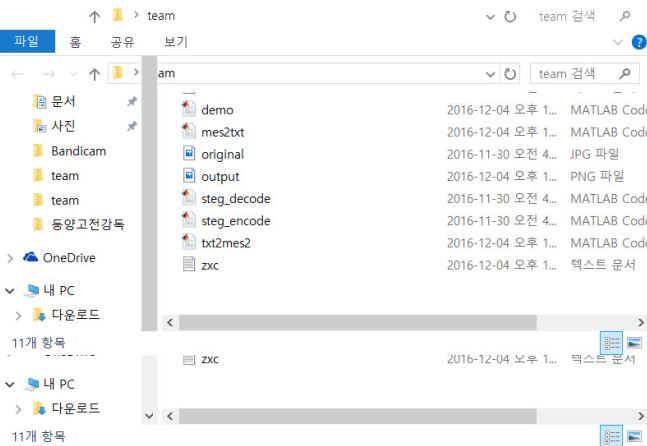 team team 검색
파일 홈 공유 보기
am team 검색
문서
사진
Bandicam
team
team
동양고전강독
OneDrive
내 PC
다운로드
demo 2016-12-04 오후 1... MATLAB Code
mes2txt 2016-12-04 오후 1... MATLAB Code
original 2016-11-30 오전 4... JPG 파일
output 2016-12-04 오후 1... PNG 파일
steg_decode 2016-11-30 오전 4... MATLAB Code
steg_encode 2016-11-30 오전 4... MATLAB Code
txt2mes2 2016-12-04 오후 1... MATLAB Code
zxc 2016-12-04 오후 1... 텍스트 문서
11개 항목
zxc 2016-12-04 오후 1... 텍스트 문서
내 PC
다운로드
11개 항목